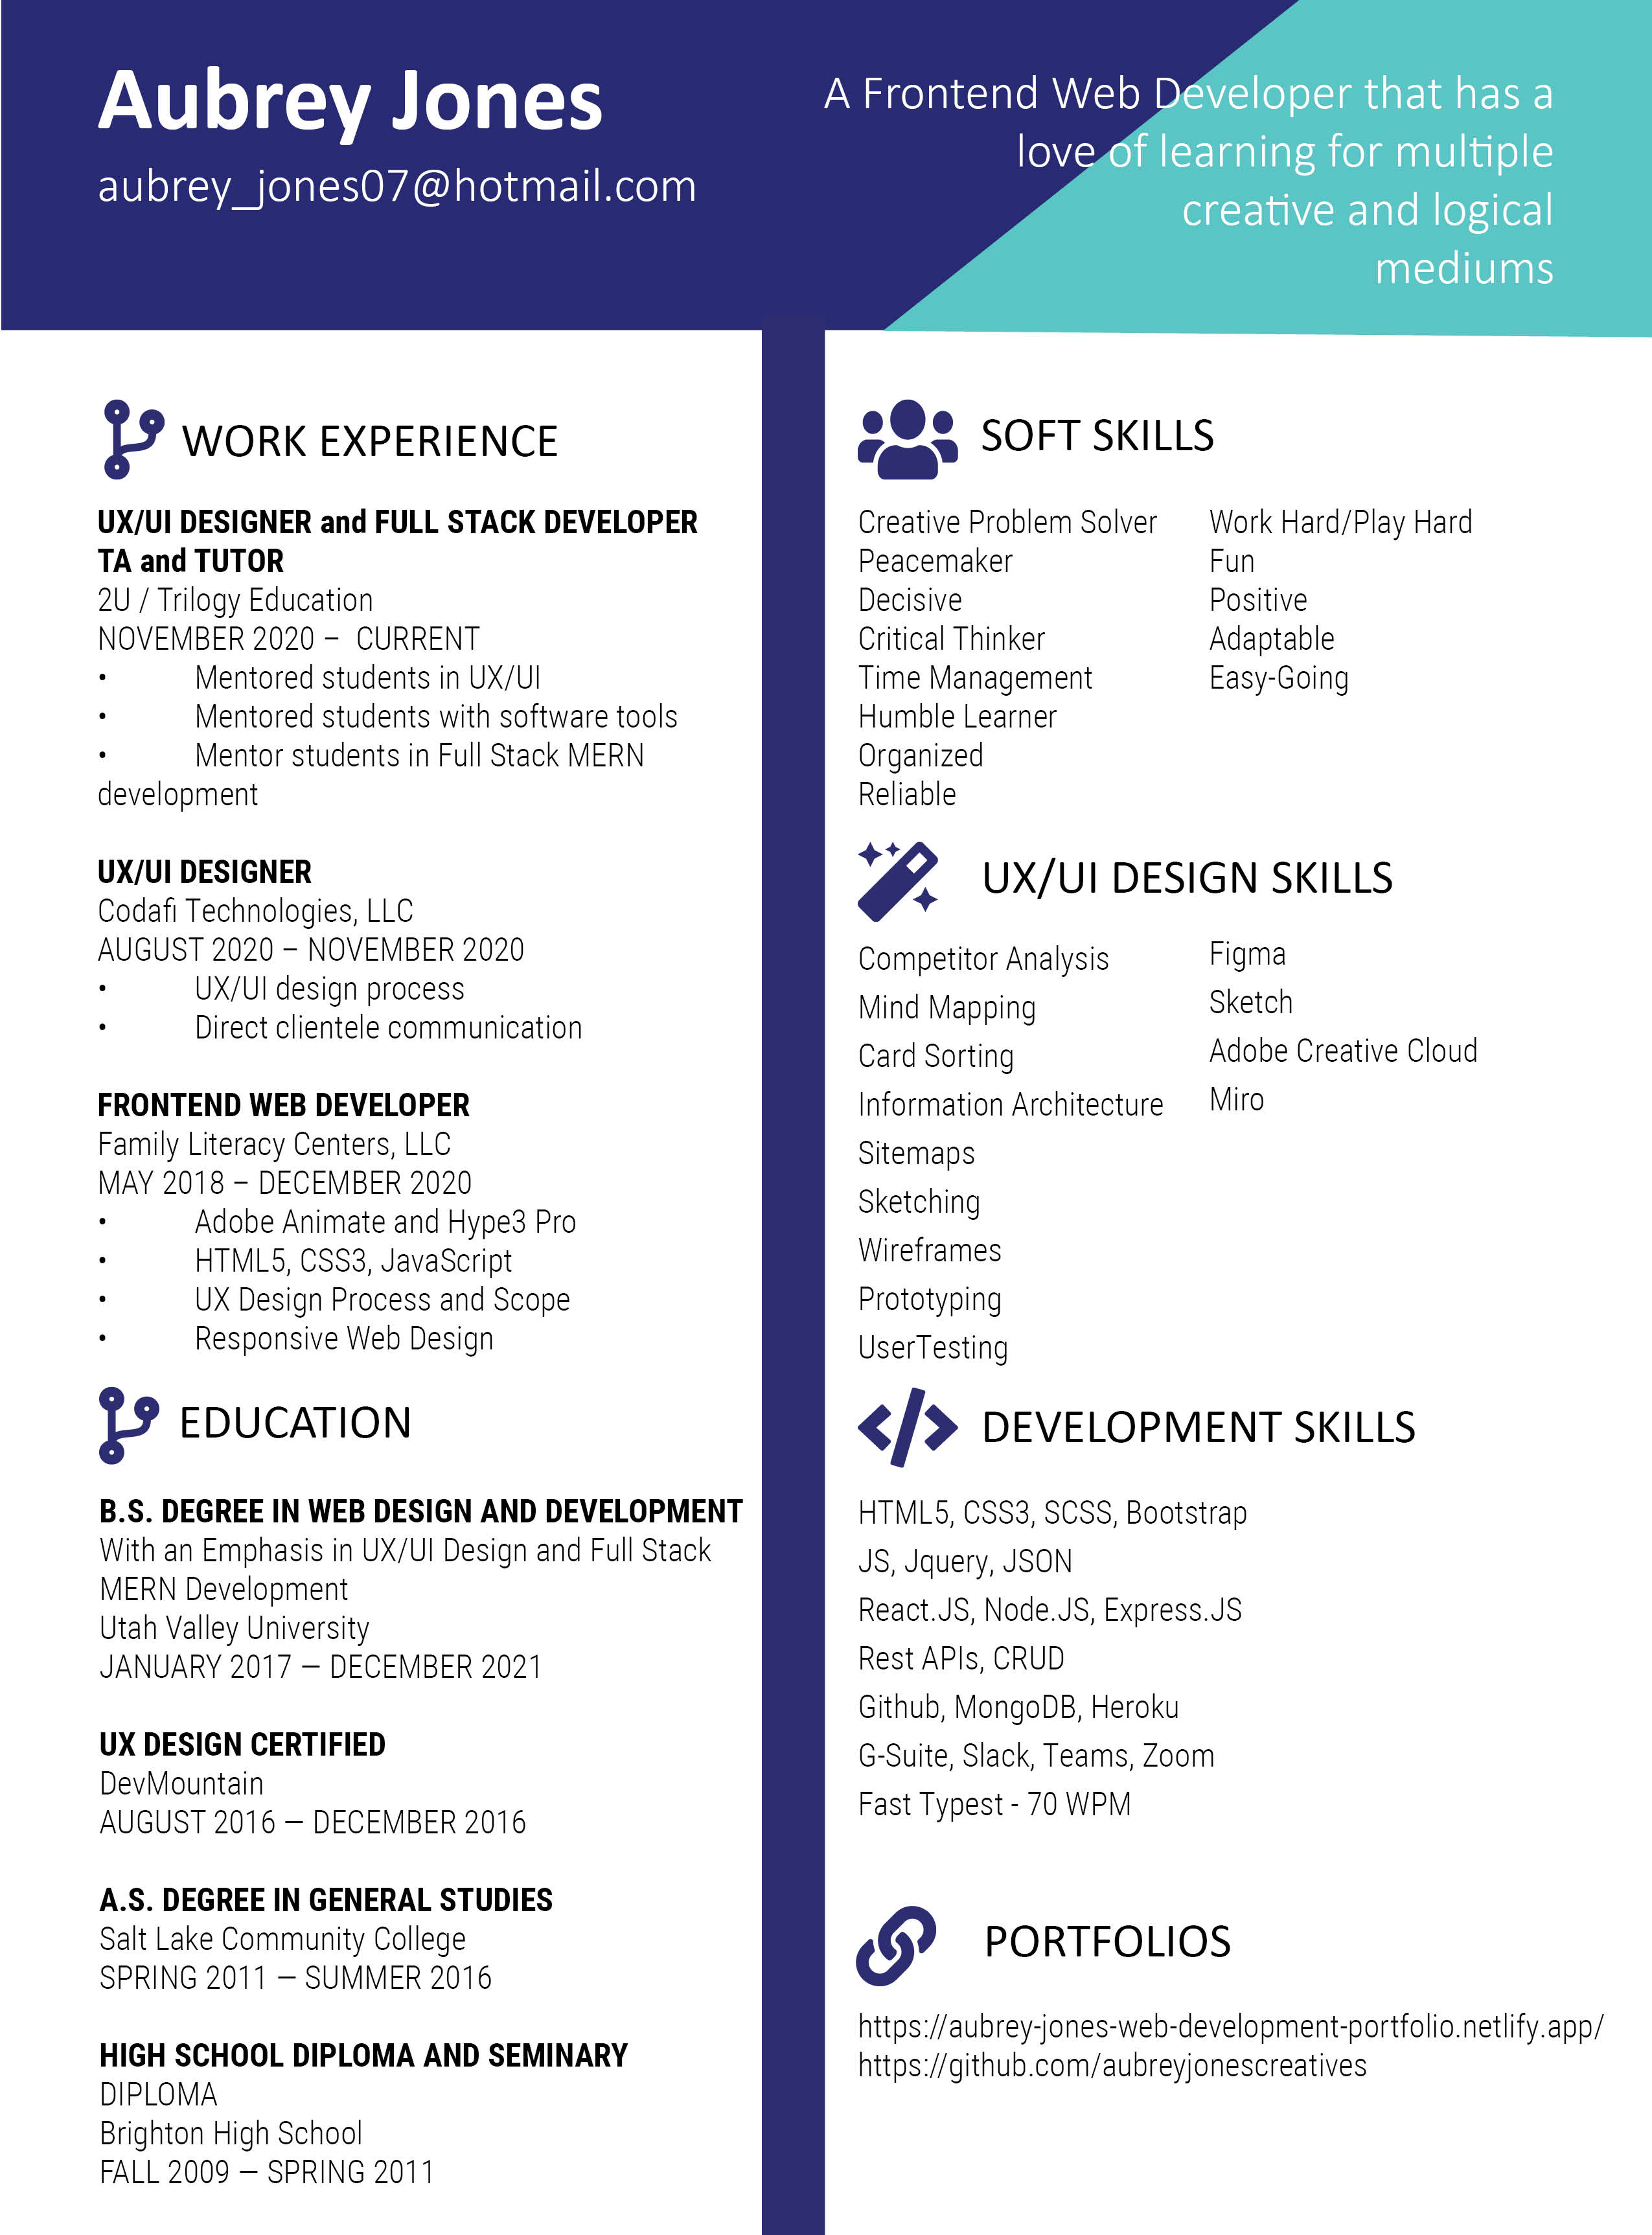 Aubrey Jones
aubrey_jones07@hotmail.com
A Frontend Web Developer that has a
love of learning for multiple
creative and logical
mediums
WORK EXPERIENCE
UX/UI DESIGNER and FULL STACK DEVELOPER
TA and TUTOR
2U / Trilogy Education
NOVEMBER 2020 – CURRENT
• Mentored students in UX/UI
• Mentored students with software tools
• Mentor students in Full Stack MERN
development
UX/UI DESIGNER
Codafi Technologies, LLC
AUGUST 2020 – NOVEMBER 2020
• UX/UI design process
• Direct clientele communication
FRONTEND WEB DEVELOPER
Family Literacy Centers, LLC
MAY 2018 – DECEMBER 2020
• Adobe Animate and Hype3 Pro
• HTML5, CSS3, JavaScript
• UX Design Process and Scope
• Responsive Web Design
EDUCATION
B.S. DEGREE IN WEB DESIGN AND DEVELOPMENT
With an Emphasis in UX/UI Design and Full Stack
MERN Development
Utah Valley University
JANUARY 2017 — DECEMBER 2021
UX DESIGN CERTIFIED
DevMountain
AUGUST 2016 — DECEMBER 2016
A.S. DEGREE IN GENERAL STUDIES
Salt Lake Community College
SPRING 2011 — SUMMER 2016
HIGH SCHOOL DIPLOMA AND SEMINARY
DIPLOMA
Brighton High School
FALL 2009 — SPRING 2011
SOFT SKILLS
Creative Problem Solver
Peacemaker
Decisive
Critical Thinker
Time Management
Humble Learner
Organized
Reliable
Work Hard/Play Hard
Fun
Positive
Adaptable
Easy-Going
UX/UI DESIGN SKILLS
Competitor Analysis
Mind Mapping
Card Sorting
Information Architecture
Sitemaps
Sketching
Wireframes
Prototyping
UserTesting
Figma
Sketch
Adobe Creative Cloud
Miro
DEVELOPMENT SKILLS
HTML5, CSS3, SCSS, Bootstrap
JS, Jquery, JSON
React.JS, Node.JS, Express.JS
Rest APIs, CRUD
Github, MongoDB, Heroku
G-Suite, Slack, Teams, Zoom
Fast Typest - 70 WPM
PORTFOLIOS
https://aubrey-jones-web-development-portfolio.netlify.app/
https://github.com/aubreyjonescreatives